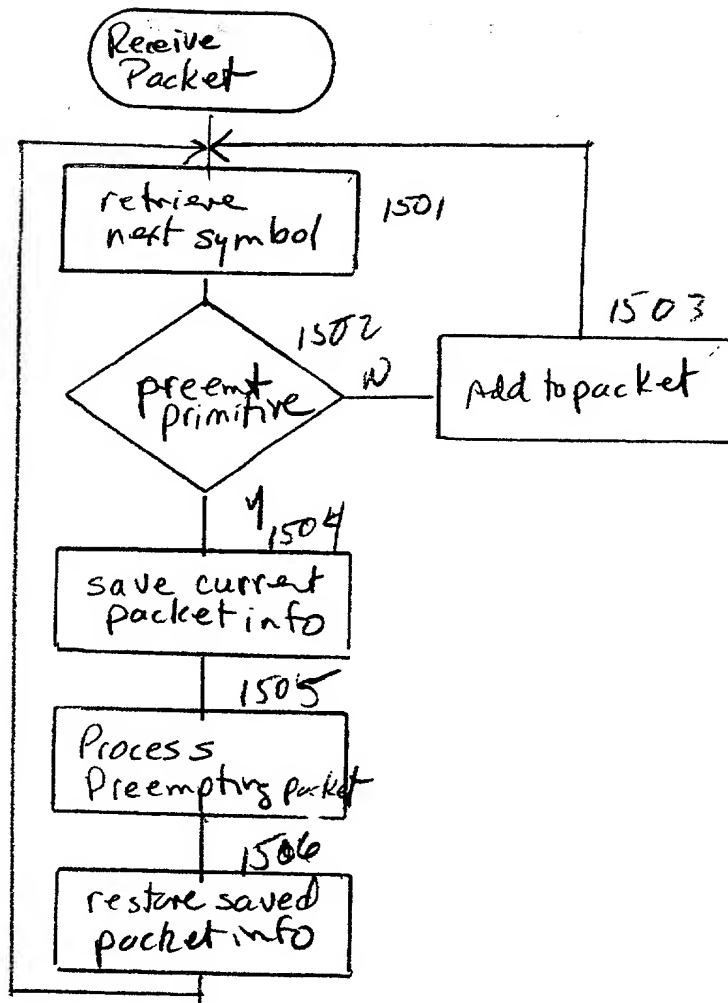 Receive
Packet
retrieve
next symbol
1501
1502
preemt
primitive
N
1503
Add to packet
Y
1504
save current
packet info
1505
Process
Preempting packet
1506
restore saved
packet info